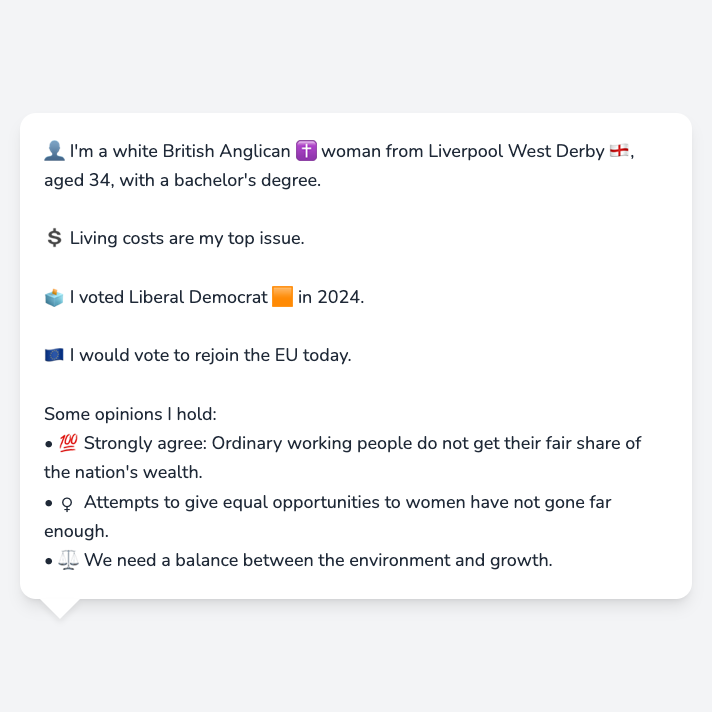 👤 I'm a white British Anglican ✝️ woman from Liverpool West Derby 🏴󠁧󠁢󠁥󠁮󠁧󠁿,
aged 34, with a bachelor's degree.
💲 Living costs are my top issue.
🗳️ I voted Liberal Democrat 🟧 in 2024.
🇪🇺 I would vote to rejoin the EU today.
Some opinions I hold:
• 💯 Strongly agree: Ordinary working people do not get their fair share of
the nation's wealth.
• ♀️ Attempts to give equal opportunities to women have not gone far
enough.
• ⚖️ We need a balance between the environment and growth.